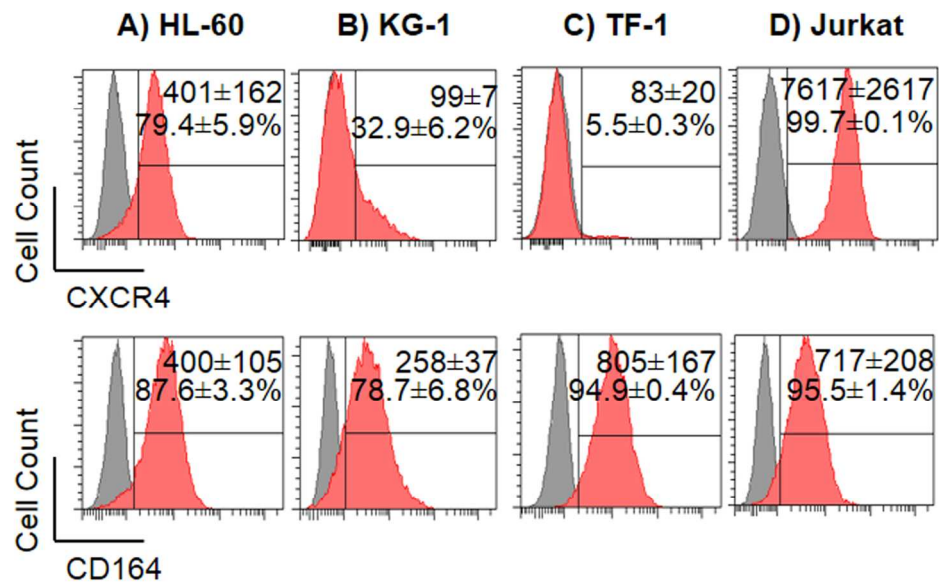 A) HL-60
B) KG-1
C) TF-1
D) Jurkat
401±162
79.4±5.9%
99±7
32.9±6.2%
83±20
5.5±0.3%
7617±2617
99.7±0.1%
Cell Count
CXCR4
400±105
87.6±3.3%
258±37
78.7±6.8%
805±167
94.9±0.4%
717±208
95.5±1.4%
Cell Count
CD164